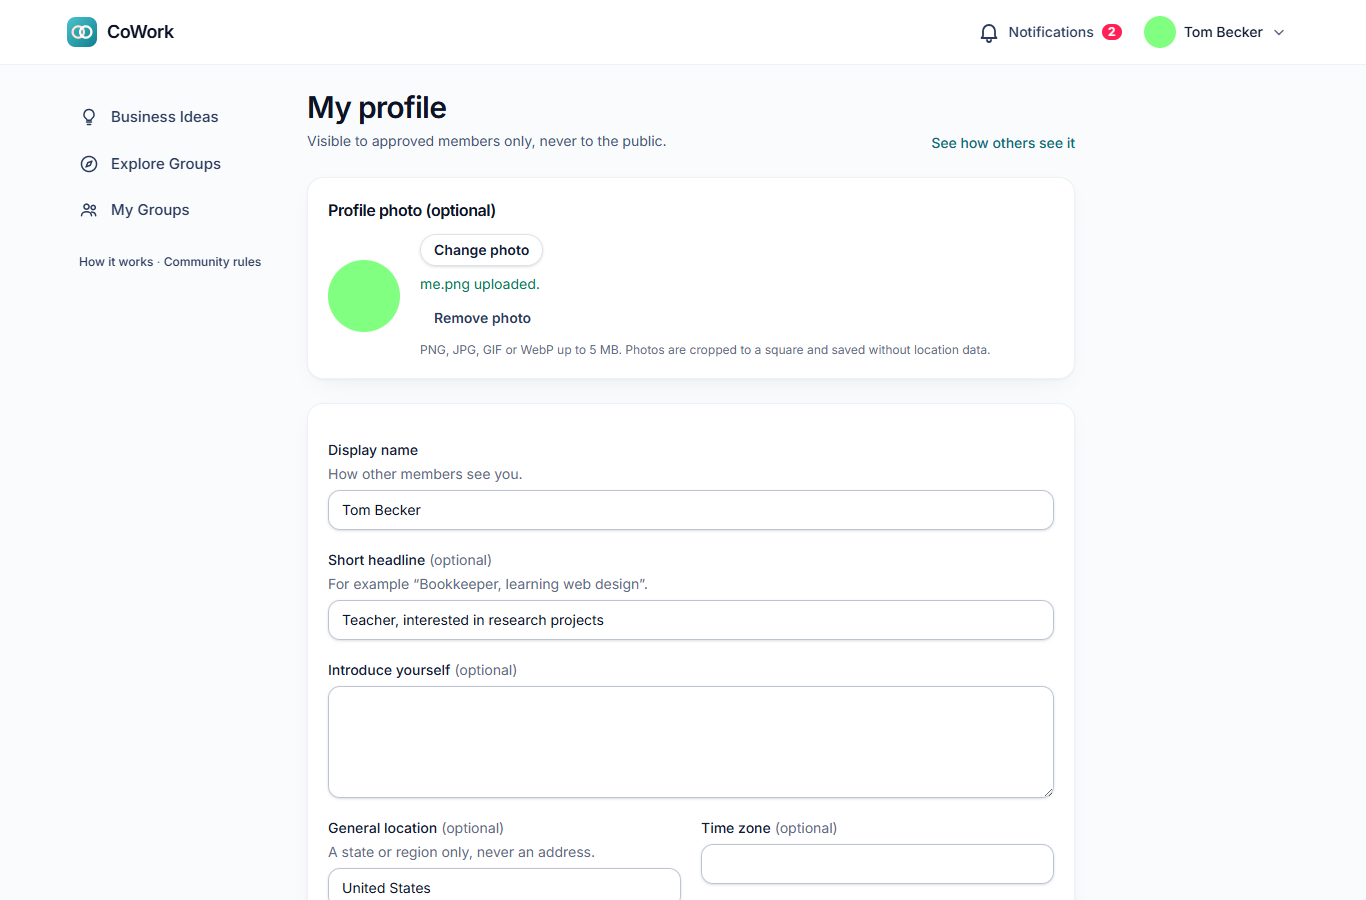 CoWork
Notifications 2
Tom Becker
Business Ideas
Explore Groups
My Groups
How it works · Community rules
My profile
Visible to approved members only, never to the public.
See how others see it
Profile photo (optional)
Change photo
me.png uploaded.
Remove photo
PNG, JPG, GIF or WebP up to 5 MB. Photos are cropped to a square and saved without location data.
Display name
How other members see you.
Tom Becker
Short headline (optional)
For example “Bookkeeper, learning web design”.
Teacher, interested in research projects
Introduce yourself (optional)
General location (optional)
A state or region only, never an address.
United States
Time zone (optional)